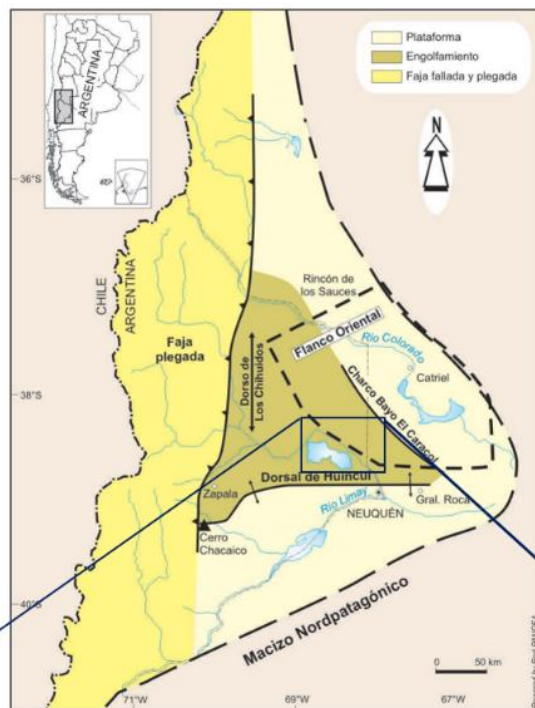 Plataforma
Engolfamiento
Faja fallada y plegada
ARGENTINA
N
36°S
CHILE
ARGENTINA
Rincón
de los Sauces
Flanco Oriental
Río Colorado
Faja
plegada
Dorso de
Los Chihuidos
38°S
Catriel
Charco Bayo El Caracol
Dorsal de Huincul
Zapala
Río Limay
NEUQUÉN
Gral. Roca
Cerro
Chacaico
40°S
Macizo Nordpatagónico
0 50 km
71°W
69°W
67°W